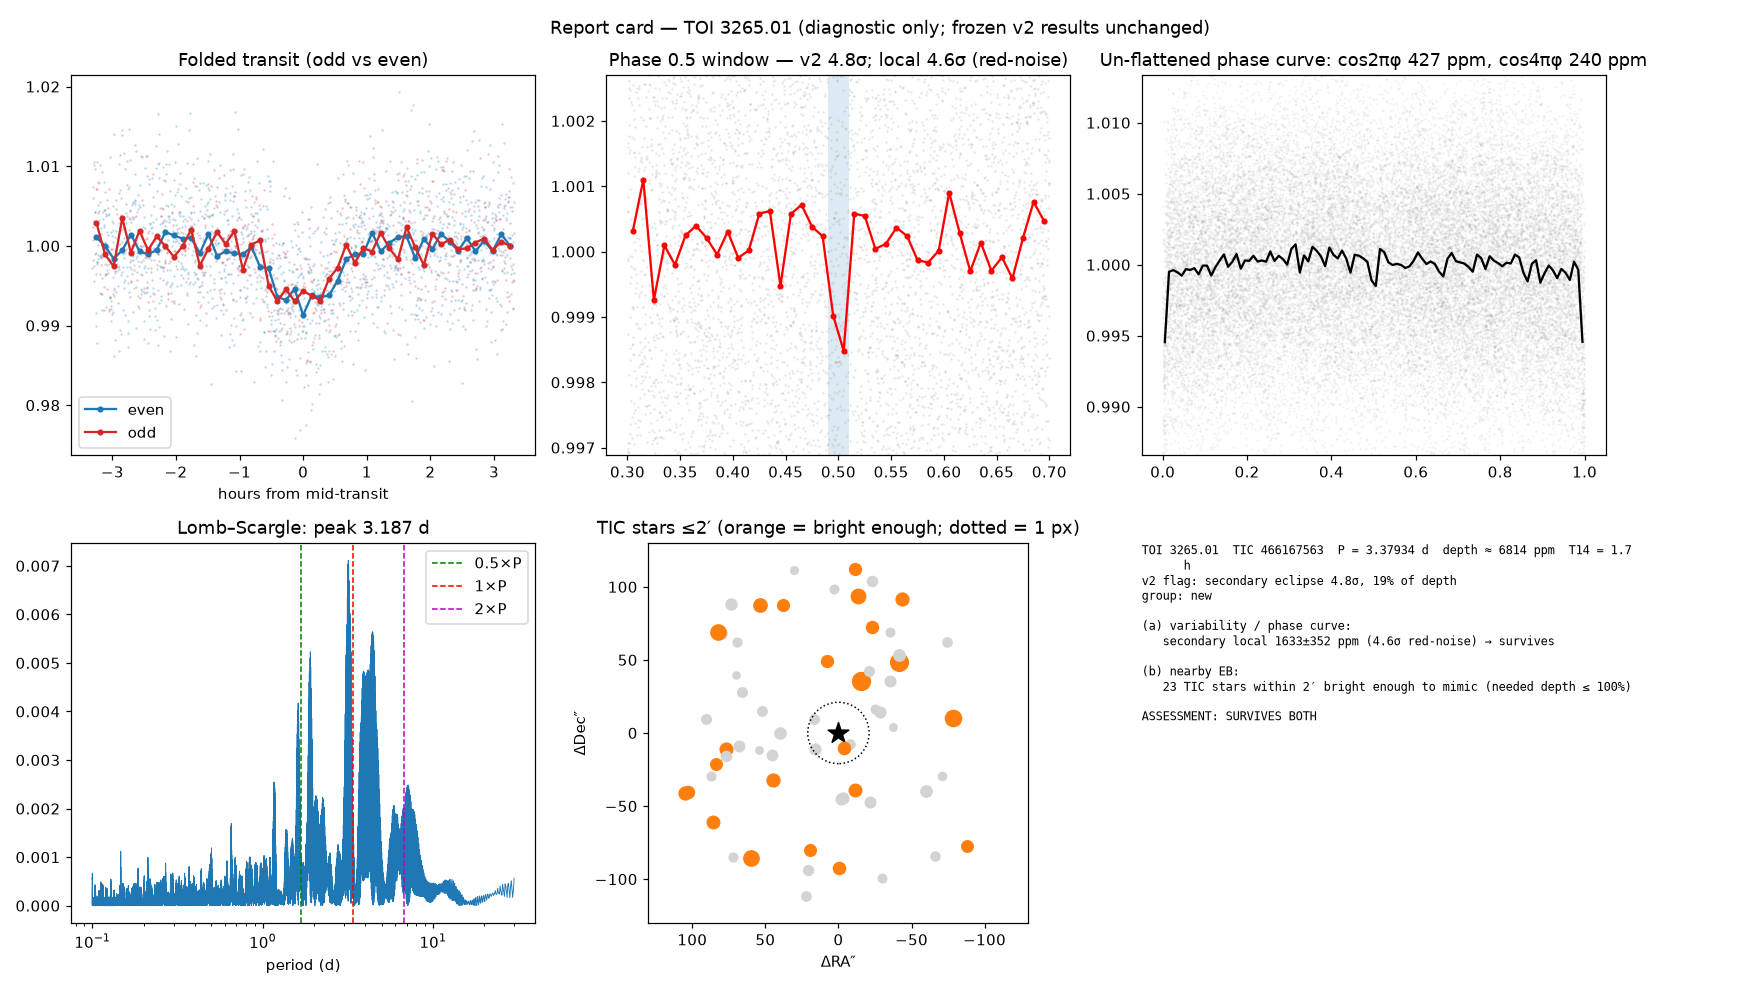 Report card — TOI 3265.01 (diagnostic only; frozen v2 results unchanged)
Folded transit (odd vs even)
1.02
1.01
1.00
0.99
0.98
even
odd
−3
−2
−1
0
1
2
3
hours from mid-transit
Phase 0.5 window — v2 4.8σ; local 4.6σ (red-noise)
1.002
1.001
1.000
0.999
0.998
0.997
0.30
0.35
0.40
0.45
0.50
0.55
0.60
0.65
0.70
Un-flattened phase curve: cos2πφ 427 ppm, cos4πφ 240 ppm
1.010
1.005
1.000
0.995
0.990
0.0
0.2
0.4
0.6
0.8
1.0
Lomb–Scargle: peak 3.187 d
0.007
0.006
0.005
0.004
0.003
0.002
0.001
0.000
0.5×P
1×P
2×P
10⁻¹
10⁰
10¹
period (d)
TIC stars ≤2′ (orange = bright enough; dotted = 1 px)
ΔDec″
100
50
0
−50
−100
100
50
0
−50
−100
ΔRA″
TOI 3265.01  TIC 466167563  P = 3.37934 d  depth ≈ 6814 ppm  T14 = 1.7
h
v2 flag: secondary eclipse 4.8σ, 19% of depth
group: new
(a) variability / phase curve:
secondary local 1633±352 ppm (4.6σ red-noise) → survives
(b) nearby EB:
23 TIC stars within 2′ bright enough to mimic (needed depth ≤ 100%)
ASSESSMENT: SURVIVES BOTH